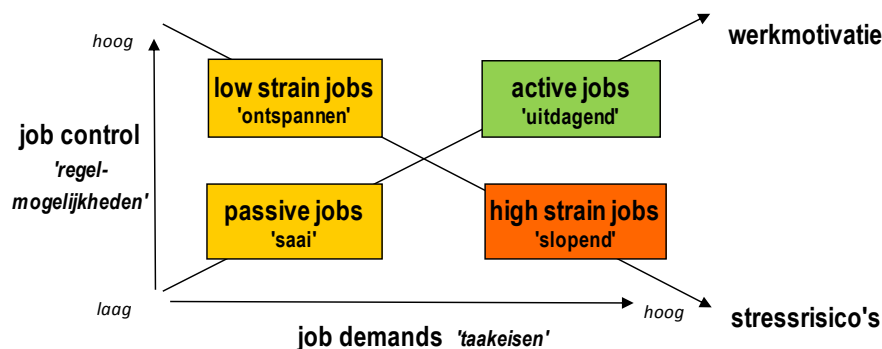 werkmotivatie
hoog
low strain jobs
'ontspannen'
active jobs
'uitdagend'
job control
'regel-
mogelijkheden'
passive jobs
'saai'
high strain jobs
'slopend'
laag
hoog
stressrisico's
job demands 'taakeisen'